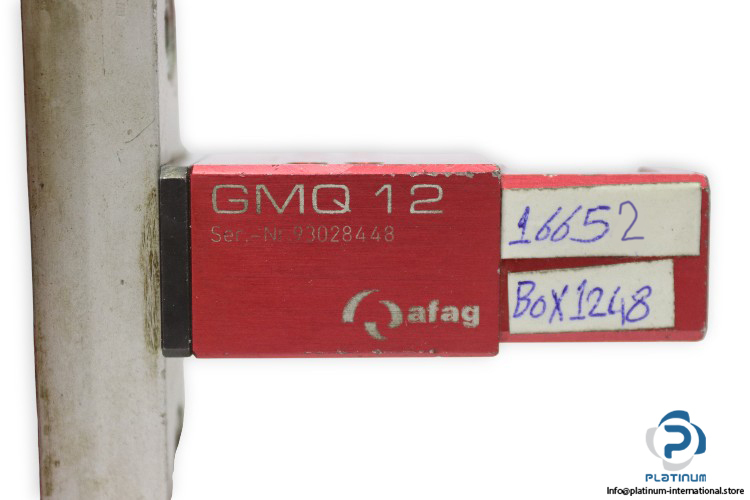 GMQ 12
Ser.-Nr. 93028448
afag
16652
BOX1248
PLATINUM
Info@platinum-international.store